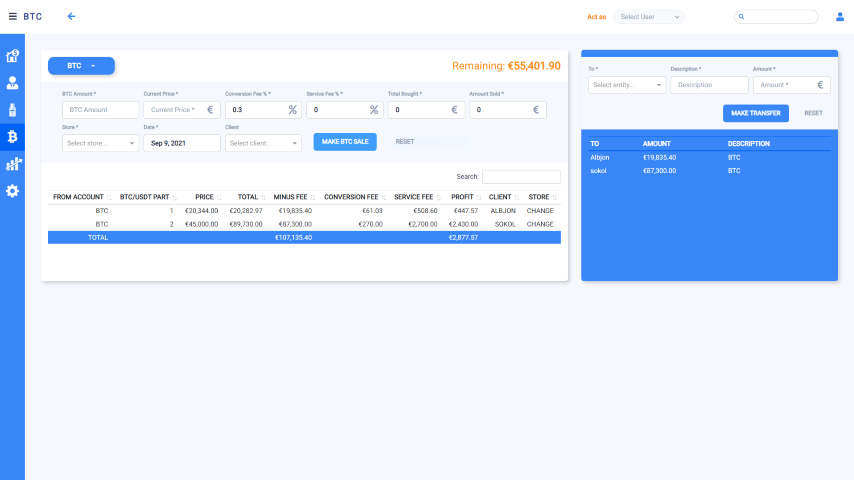 BTC
Act as Select User
BTC
Remaining: €55,401.90
BTC Amount * Current Price * Conversion Fee % * Service Fee % * Total Bought * Amount Sold *
BTC Amount Current Price * € 0.3 % 0 % 0 € 0 €
Store * Date * Client
Select store... Sep 9, 2021 Select client... MAKE BTC SALE RESET
Search:
FROM ACCOUNT BTC/USDT PART PRICE TOTAL MINUS FEE CONVERSION FEE SERVICE FEE PROFIT CLIENT STORE
BTC 1 €20,344.00 €20,282.97 €19,835.40 €61.03 €508.60 €447.57 ALBJON CHANGE
BTC 2 €45,000.00 €89,730.00 €87,300.00 €270.00 €2,700.00 €2,430.00 SOKOL CHANGE
TOTAL €107,135.40 €2,877.57
To * Description * Amount *
Select entity... Description Amount * €
MAKE TRANSFER RESET
TO AMOUNT DESCRIPTION
Albjon €19,835.40 BTC
sokol €87,300.00 BTC